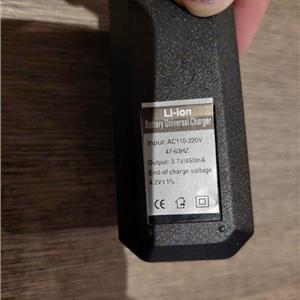 Li-Ion
Battery Universal Charger
Input: AC110-220V
47-63HZ
Output: 3.7V/450mA
End-of charge voltage
4.2V±1%
CE